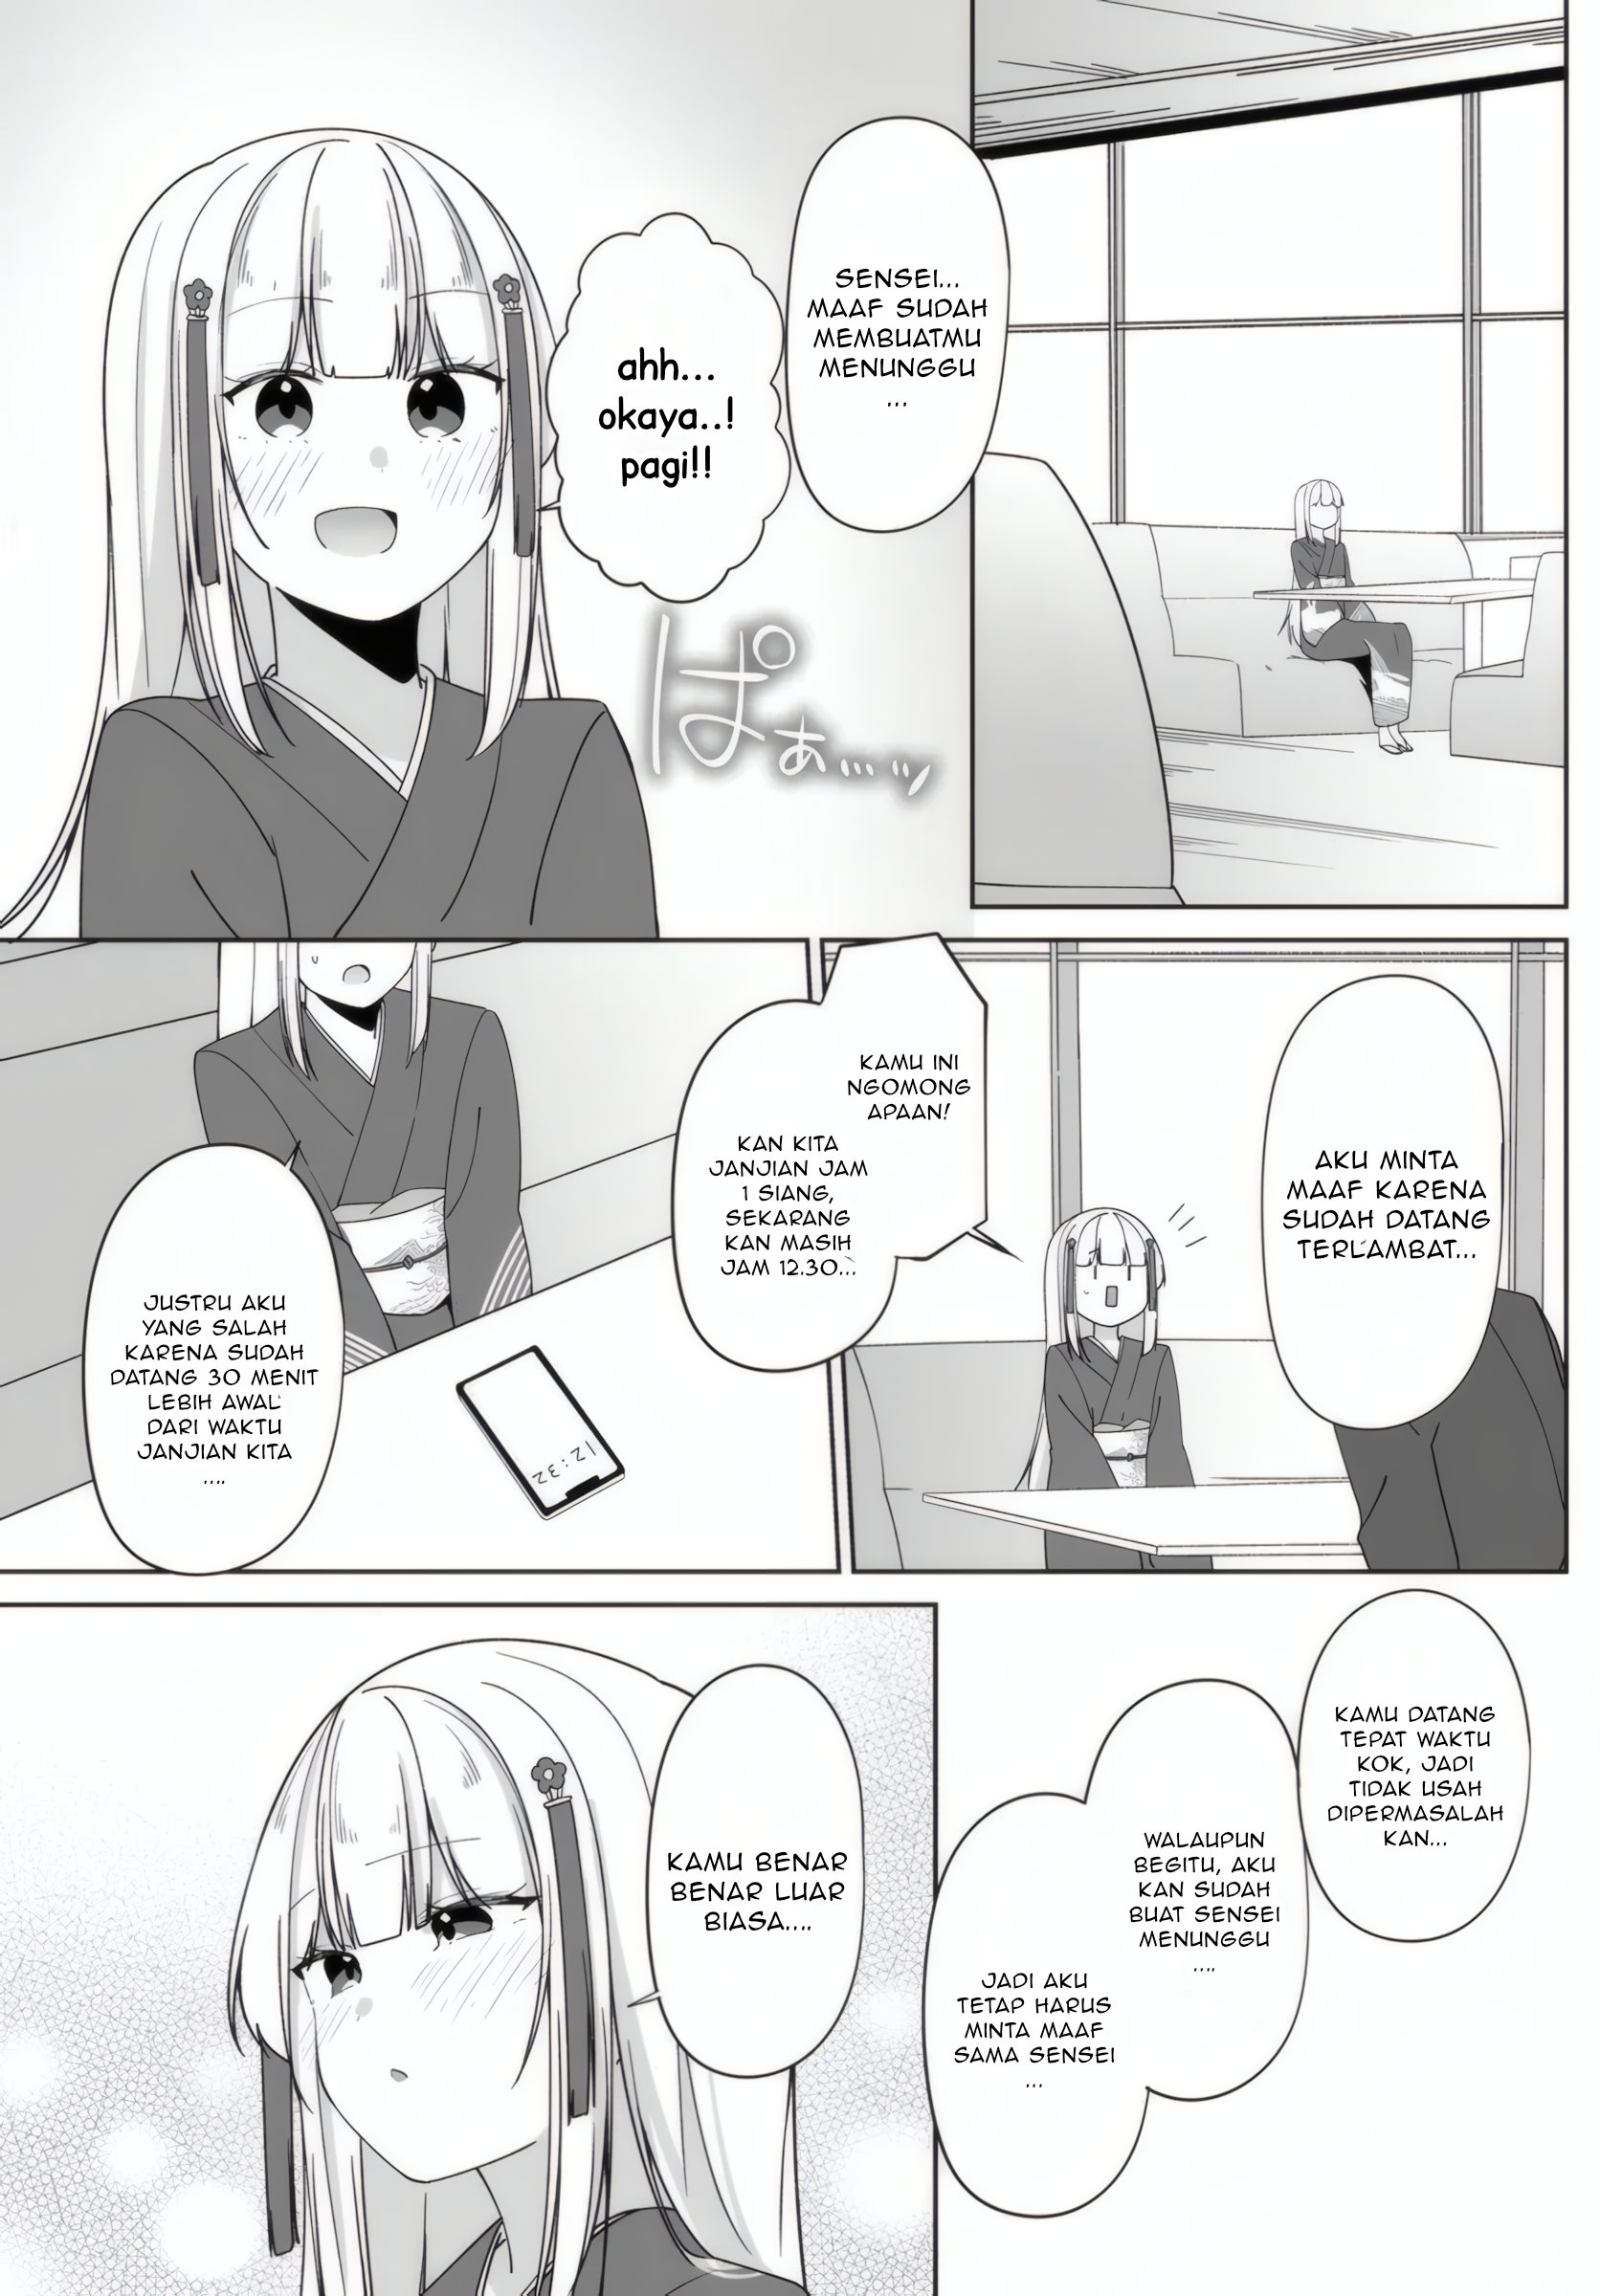 SENSEI...
MAAF SUDAH
MEMBUATMU
MENUNGGU
...
ahh...
okaya..!
pagi!!
ぱぁ…ッ
AKU MINTA
MAAF KARENA
SUDAH DATANG
TERLAMBAT...
KAMU INI
NGOMONG
APAAN!
KAN KITA
JANJIAN JAM
1 SIANG,
SEKARANG
KAN MASIH
JAM 12.30...
12:32
JUSTRU AKU
YANG SALAH
KARENA SUDAH
DATANG 30 MENIT
LEBIH AWAL
DARI WAKTU
JANJIAN KITA
....
KAMU DATANG
TEPAT WAKTU
KOK, JADI
TIDAK USAH
DIPERMASALAH
KAN...
WALAUPUN
BEGITU, AKU
KAN SUDAH
BUAT SENSEI
MENUNGGU
....
JADI AKU
TETAP HARUS
MINTA MAAF
SAMA SENSEI
...
KAMU BENAR
BENAR LUAR
BIASA....